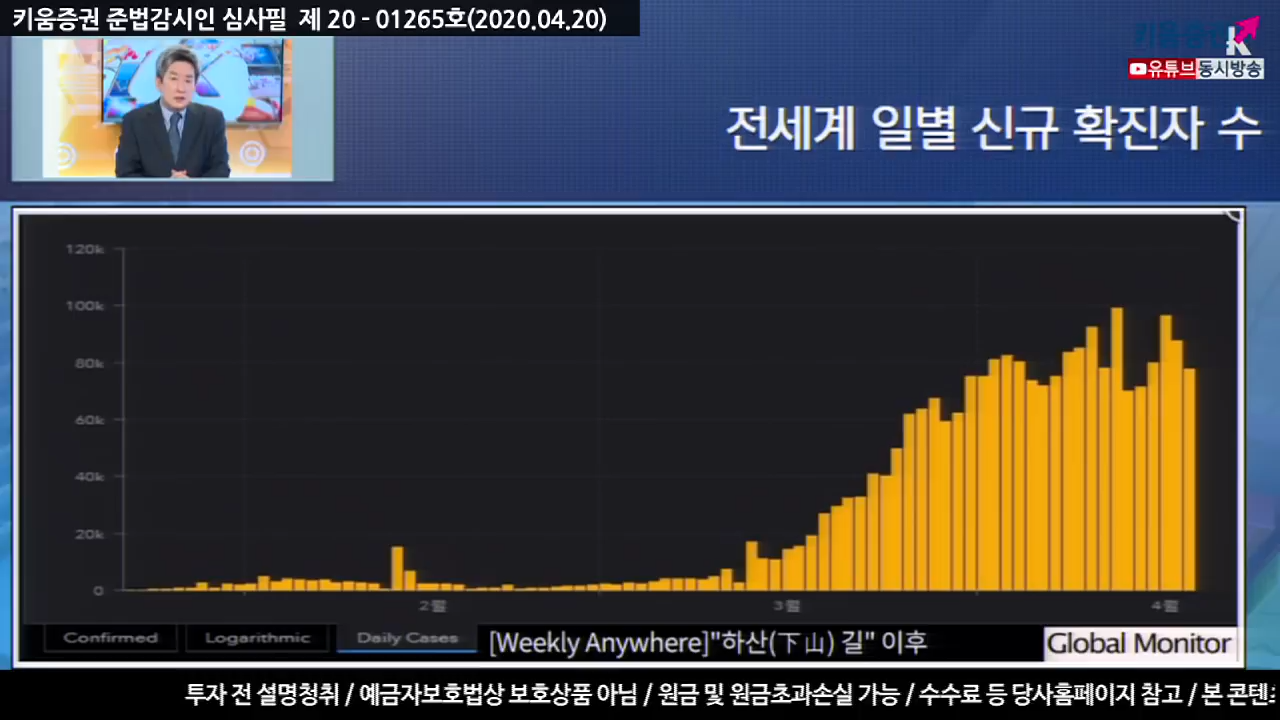 키움증권 준법감시인 심사필 제 20 - 01265호(2020.04.20)
키움증권
유튜브동시방송
전세계 일별 신규 확진자 수
120k
100k
80k
60k
40k
20k
0
2월 3월 4월
Confirmed Logarithmic Daily Cases
[Weekly Anywhere]"하산(下山) 길" 이후
Global Monitor
투자 전 설명청취 / 예금자보호법상 보호상품 아님 / 원금 및 원금초과손실 가능 / 수수료 등 당사홈페이지 참고 / 본 콘텐츠